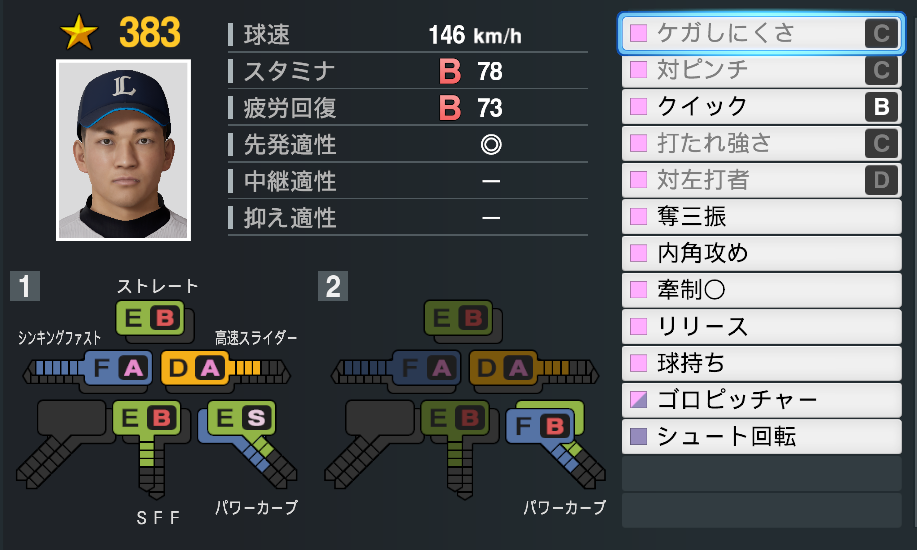 383
球速 146 km/h
スタミナ B 78
疲労回復 B 73
先発適性 ◎
中継適性 ー
抑え適性 ー
ケガしにくさ C
対ピンチ C
クイック B
打たれ強さ C
対左打者 D
奪三振
内角攻め
牽制〇
リリース
球持ち
ゴロピッチャー
シュート回転
L
1
ストレート
E B
シンキングファスト
高速スライダー
F A
D A
E B
E S
SFF
パワーカーブ
2
E B
F A
D A
E B
F B
パワーカーブ